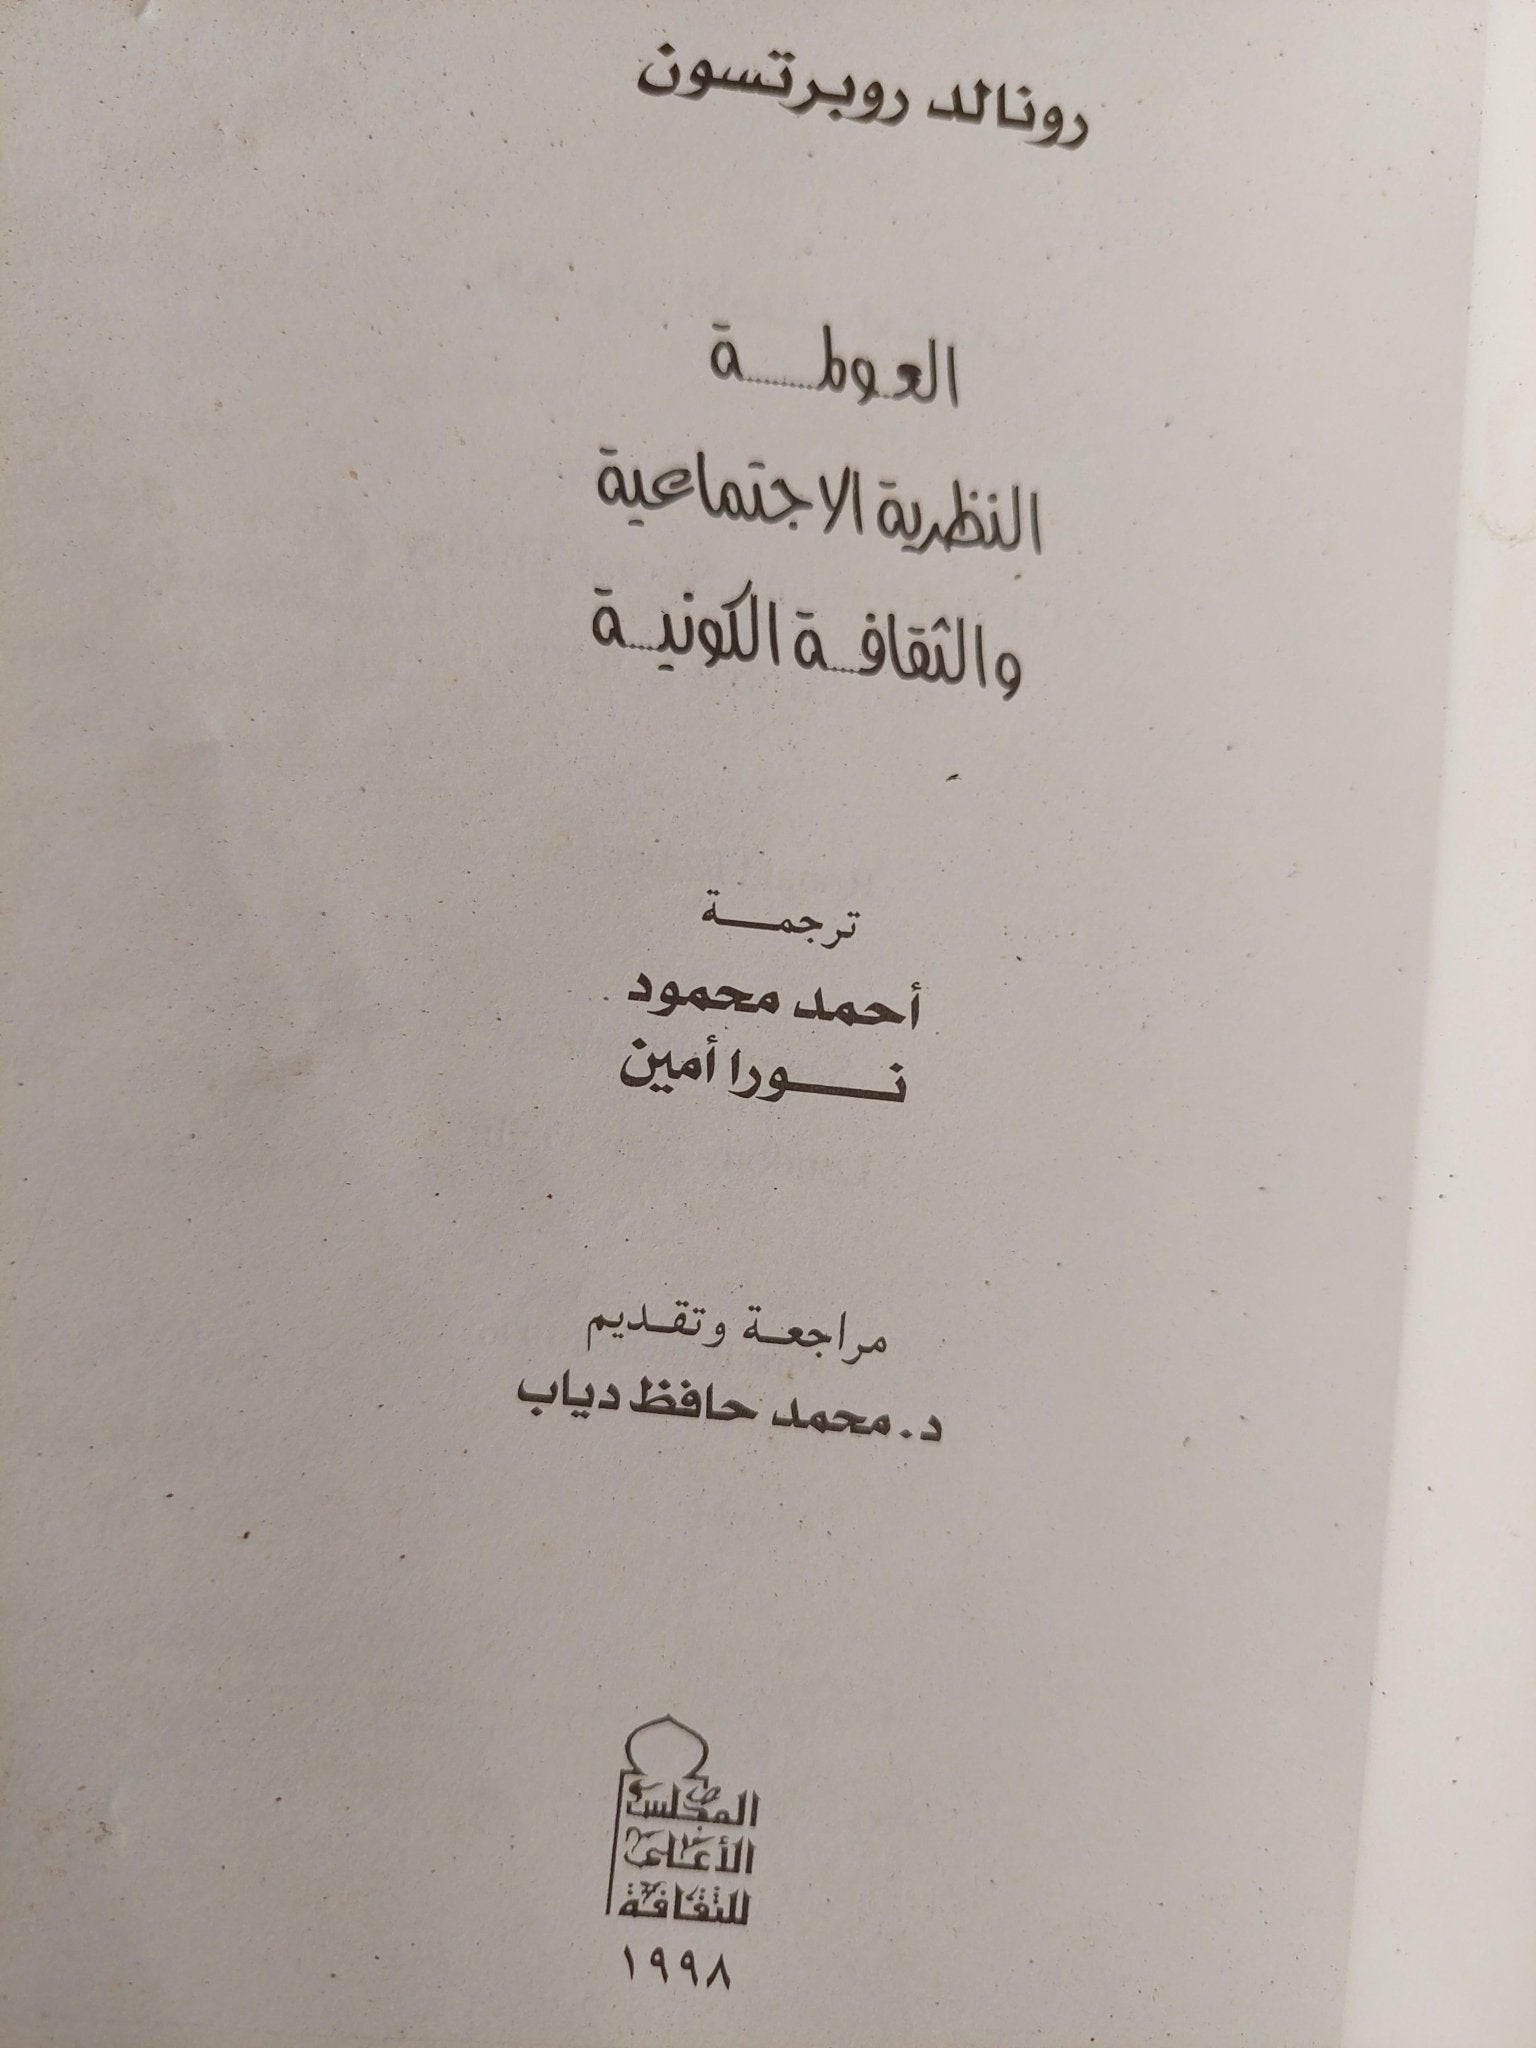 رونالد روبرتسون
العولمة
النظرية الاجتماعية
والثقافة الكونية
ترجمة
أحمد محمود
نورا أمين
مراجعة وتقديم
د. محمد حافظ دياب
المجلس
الأعلى
للثقافة
١٩٩٨